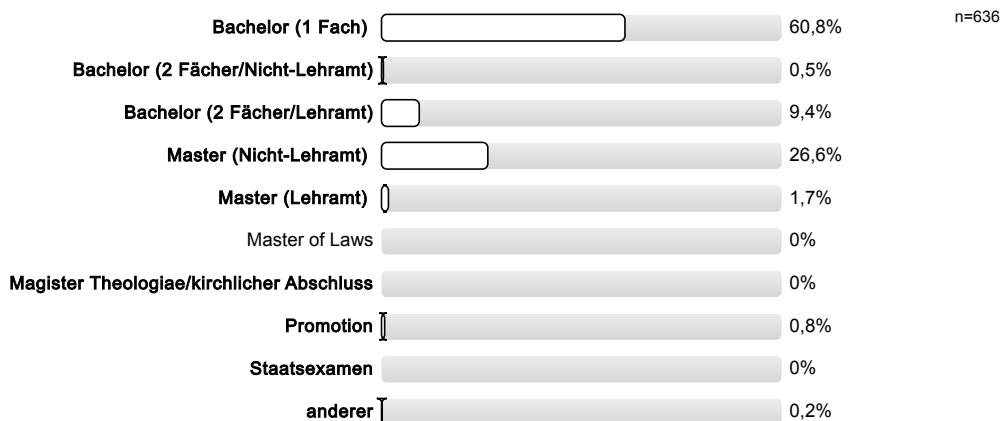 Bachelor (1 Fach) 60,8% n=636
Bachelor (2 Fächer/Nicht-Lehramt) 0,5%
Bachelor (2 Fächer/Lehramt) 9,4%
Master (Nicht-Lehramt) 26,6%
Master (Lehramt) 1,7%
Master of Laws 0%
Magister Theologiae/kirchlicher Abschluss 0%
Promotion 0,8%
Staatsexamen 0%
anderer 0,2%